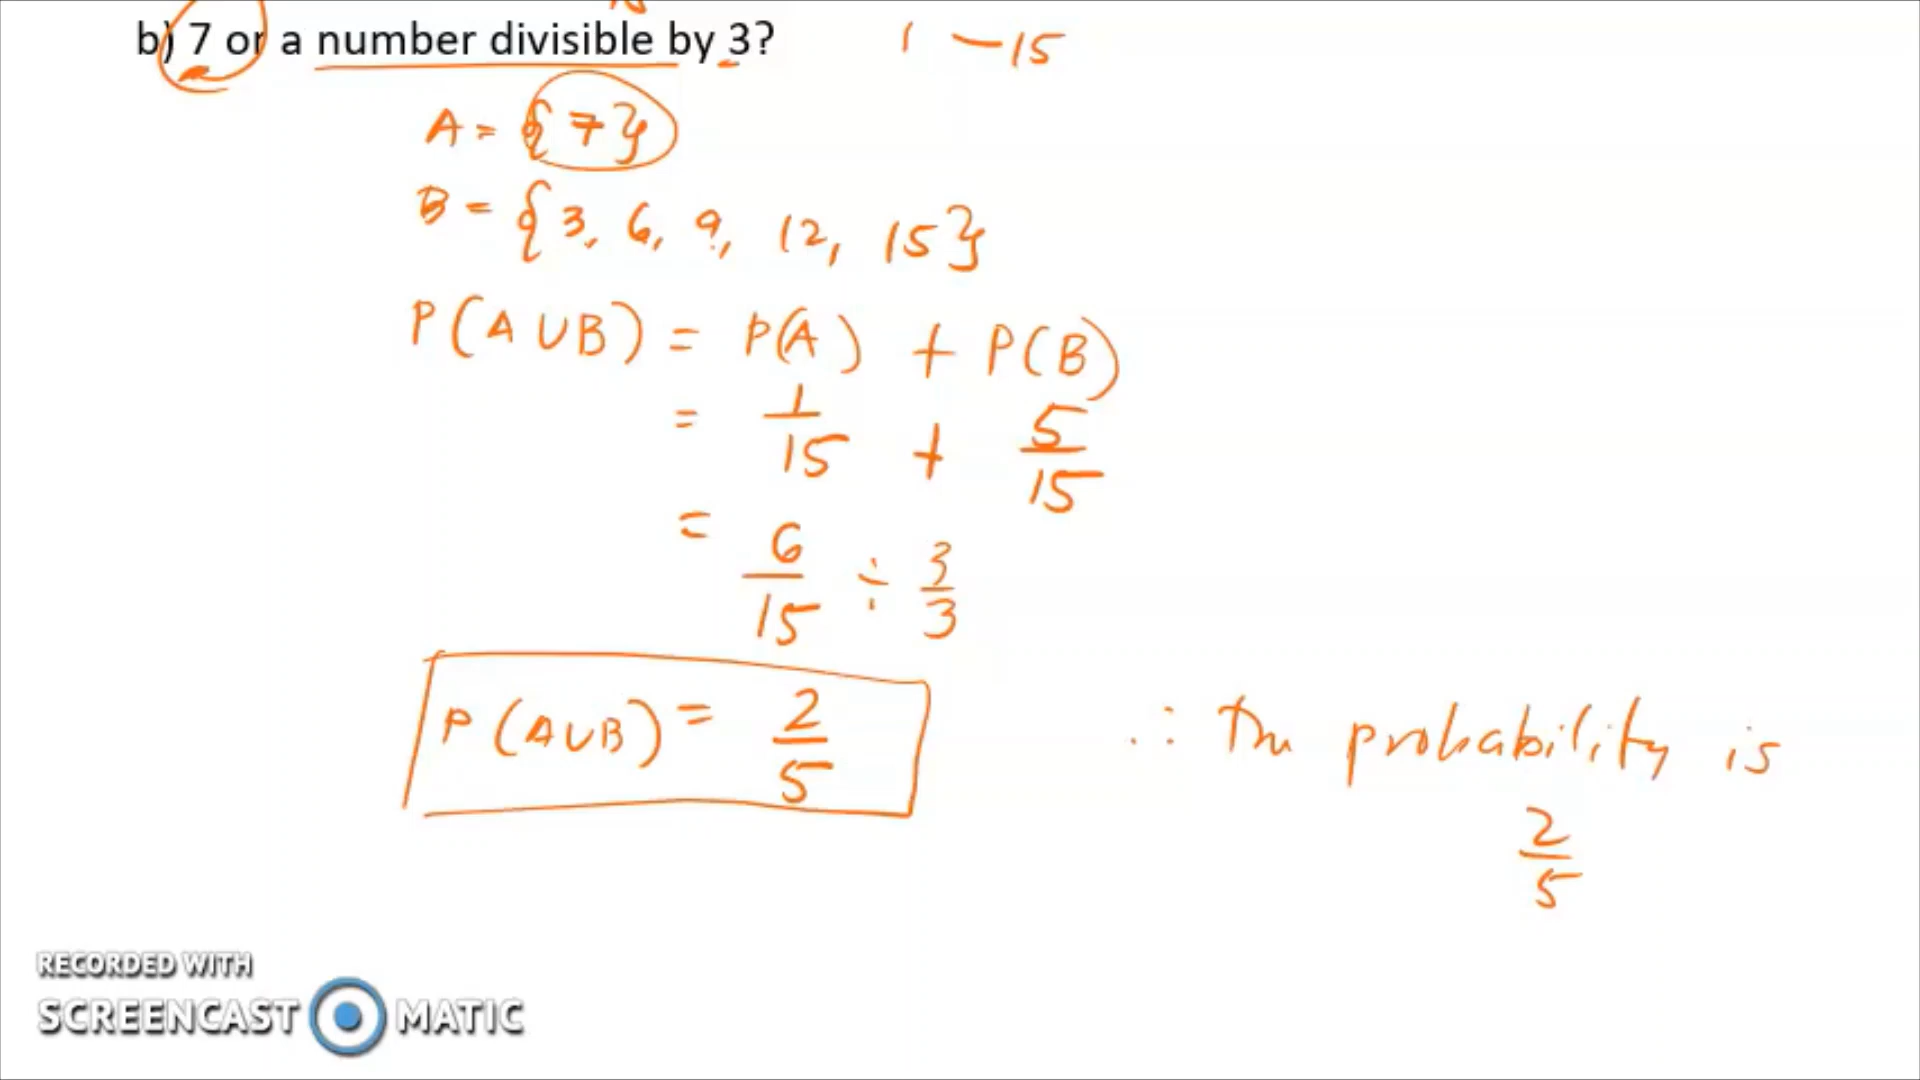 b) 7 or a number divisible by 3? 1 – 15
A = {7}
B = {3, 6, 9, 12, 15}
P(A∪B) = P(A) + P(B)
= 1/15 + 5/15
= 6/15 ÷ 3/3
P(A∪B) = 2/5
∴ The probability is
2/5
RECORDED WITH
SCREENCAST MATIC